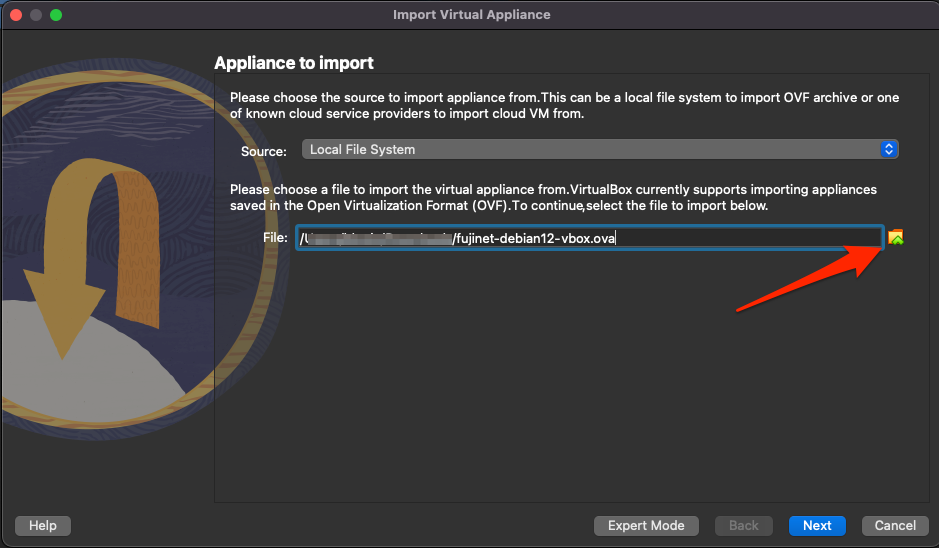 Import Virtual Appliance
Appliance to import
Please choose the source to import appliance from.This can be a local file system to import OVF archive or one
of known cloud service providers to import cloud VM from.
Source: Local File System
Please choose a file to import the virtual appliance from.VirtualBox currently supports importing appliances
saved in the Open Virtualization Format (OVF).To continue,select the file to import below.
File: /fujinet-debian12-vbox.ova
Help Expert Mode Back Next Cancel